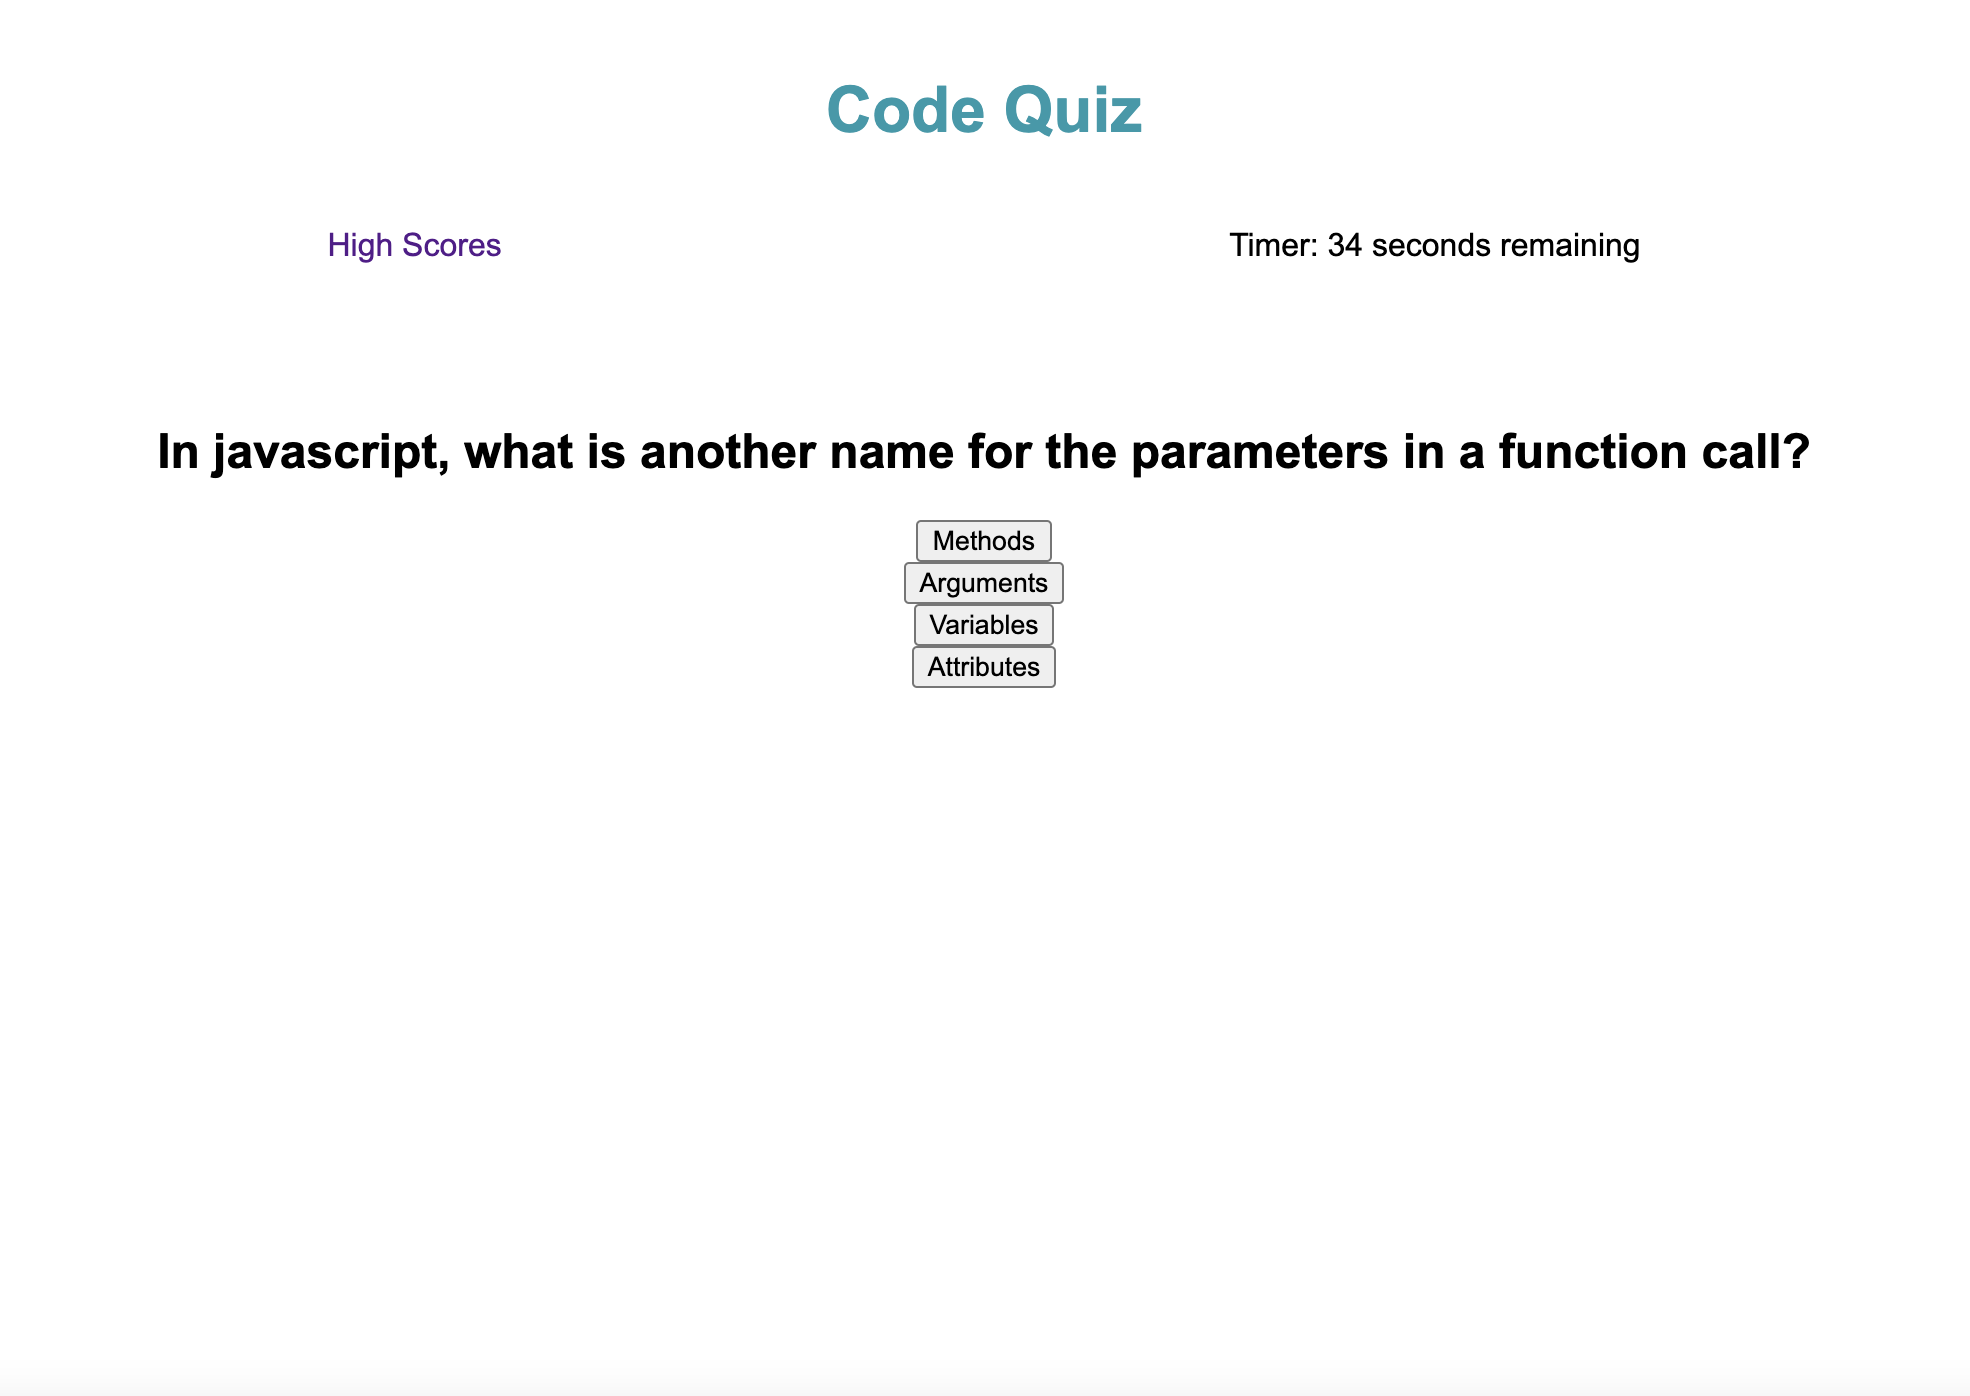 Code Quiz
High Scores
Timer: 34 seconds remaining
In javascript, what is another name for the parameters in a function call?
Methods
Arguments
Variables
Attributes